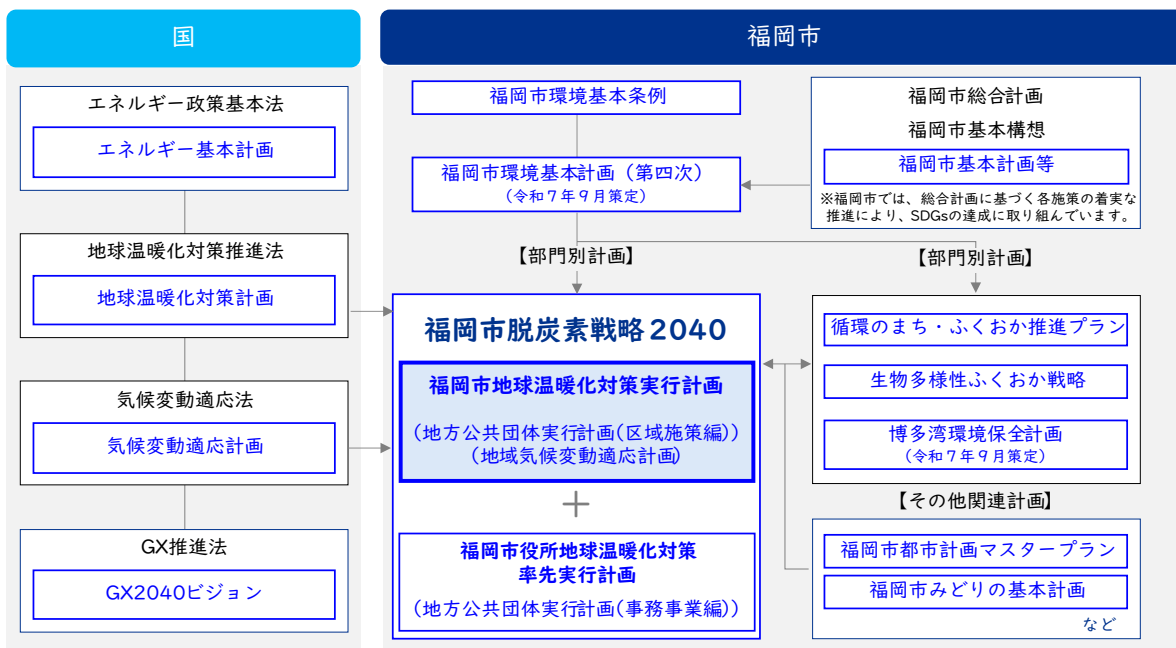 国
エネルギー政策基本法
エネルギー基本計画
地球温暖化対策推進法
地球温暖化対策計画
気候変動適応法
気候変動適応計画
GX推進法
GX2040ビジョン
福岡市
福岡市環境基本条例
福岡市環境基本計画（第四次）
（令和７年９月策定）
福岡市総合計画
福岡市基本構想
福岡市基本計画等
※福岡市では、総合計画に基づく各施策の着実な
推進により、SDGsの達成に取り組んでいます。
【部門別計画】
福岡市脱炭素戦略２０４０
福岡市地球温暖化対策実行計画
（地方公共団体実行計画（区域施策編））
（地域気候変動適応計画）
＋
福岡市役所地球温暖化対策
率先実行計画
（地方公共団体実行計画（事務事業編））
【部門別計画】
循環のまち・ふくおか推進プラン
生物多様性ふくおか戦略
博多湾環境保全計画
（令和７年９月策定）
【その他関連計画】
福岡市都市計画マスタープラン
福岡市みどりの基本計画
など